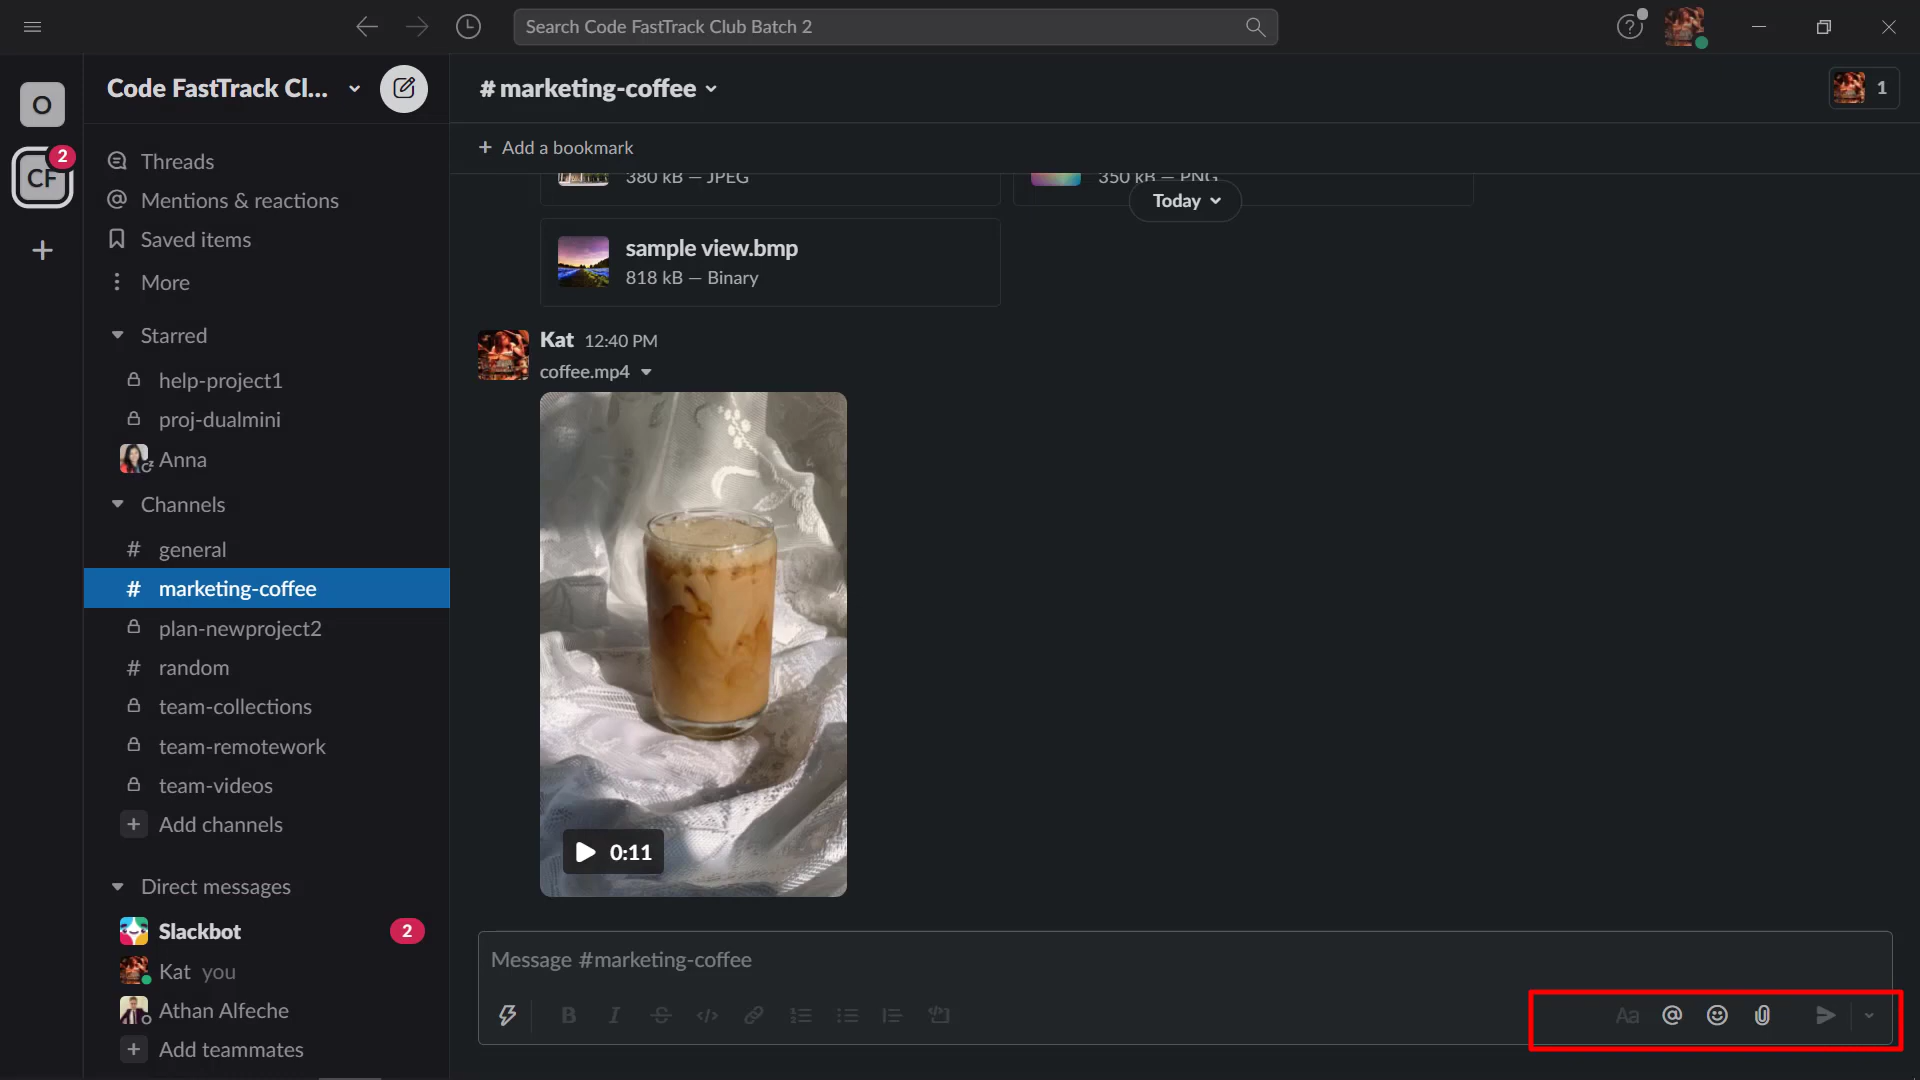 Search Code FastTrack Club Batch 2
O
Code FastTrack Cl...
# marketing-coffee
1
CF
2
+ Add a bookmark
Threads
Mentions & reactions
Saved items
More
380 kB — JPEG
350 kB — PNG
Today
sample view.bmp
818 kB — Binary
Starred
help-project1
proj-dualmini
Anna
Kat 12:40 PM
coffee.mp4
Channels
# general
# marketing-coffee
plan-newproject2
# random
team-collections
team-remotework
team-videos
+ Add channels
0:11
Direct messages
Slackbot 2
Kat you
Athan Alfeche
+ Add teammates
Message #marketing-coffee
B I S </> Aa @